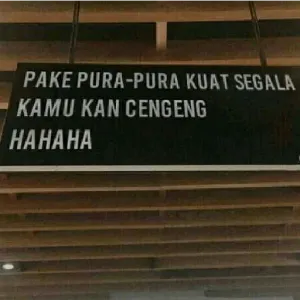 PAKE PURA-PURA KUAT SEGALA
KAMU KAN CENGENG
HAHAHA